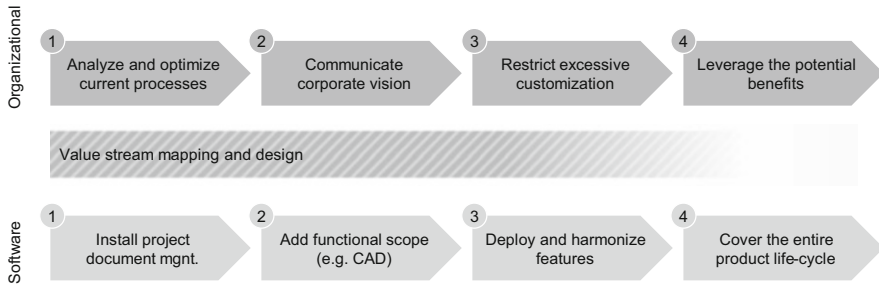 Organizational
1
Analyze and optimize
current processes
2
Communicate
corporate vision
3
Restrict excessive
customization
4
Leverage the potential
benefits
Value stream mapping and design
Software
1
Install project
document mgnt.
2
Add functional scope
(e.g. CAD)
3
Deploy and harmonize
features
4
Cover the entire
product life-cycle